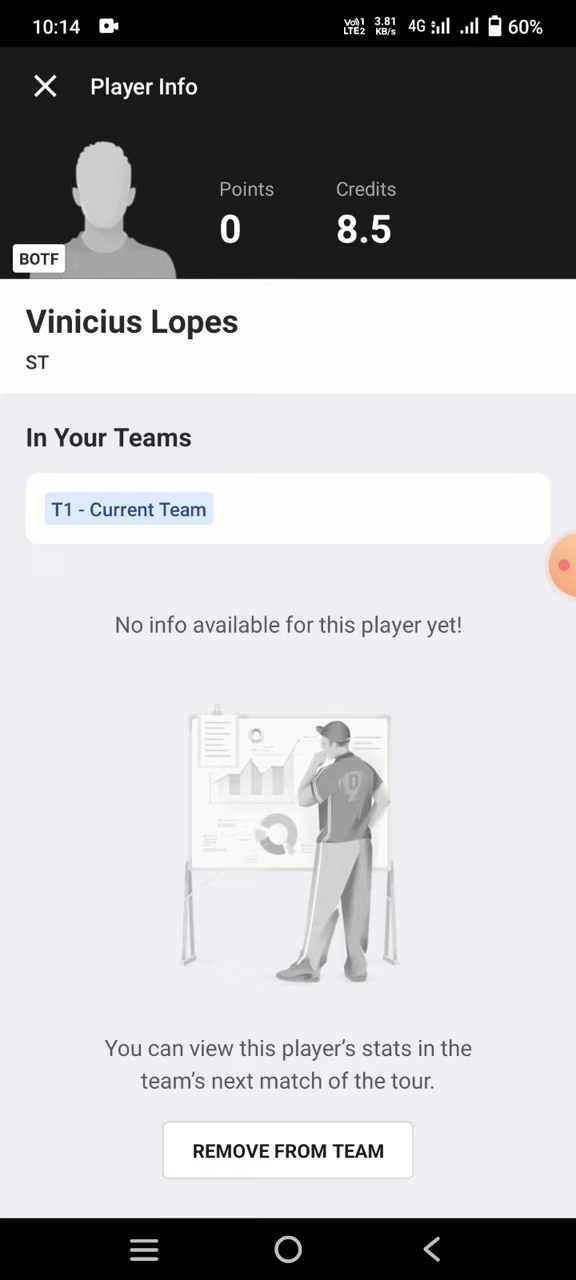 10:14 Vo)) 1 LTE2 3.81 KB/s 4G 60%
Player Info
Points Credits
0 8.5
BOTF
Vinicius Lopes
ST
In Your Teams
T1 - Current Team
No info available for this player yet!
D
You can view this player’s stats in the
team’s next match of the tour.
REMOVE FROM TEAM